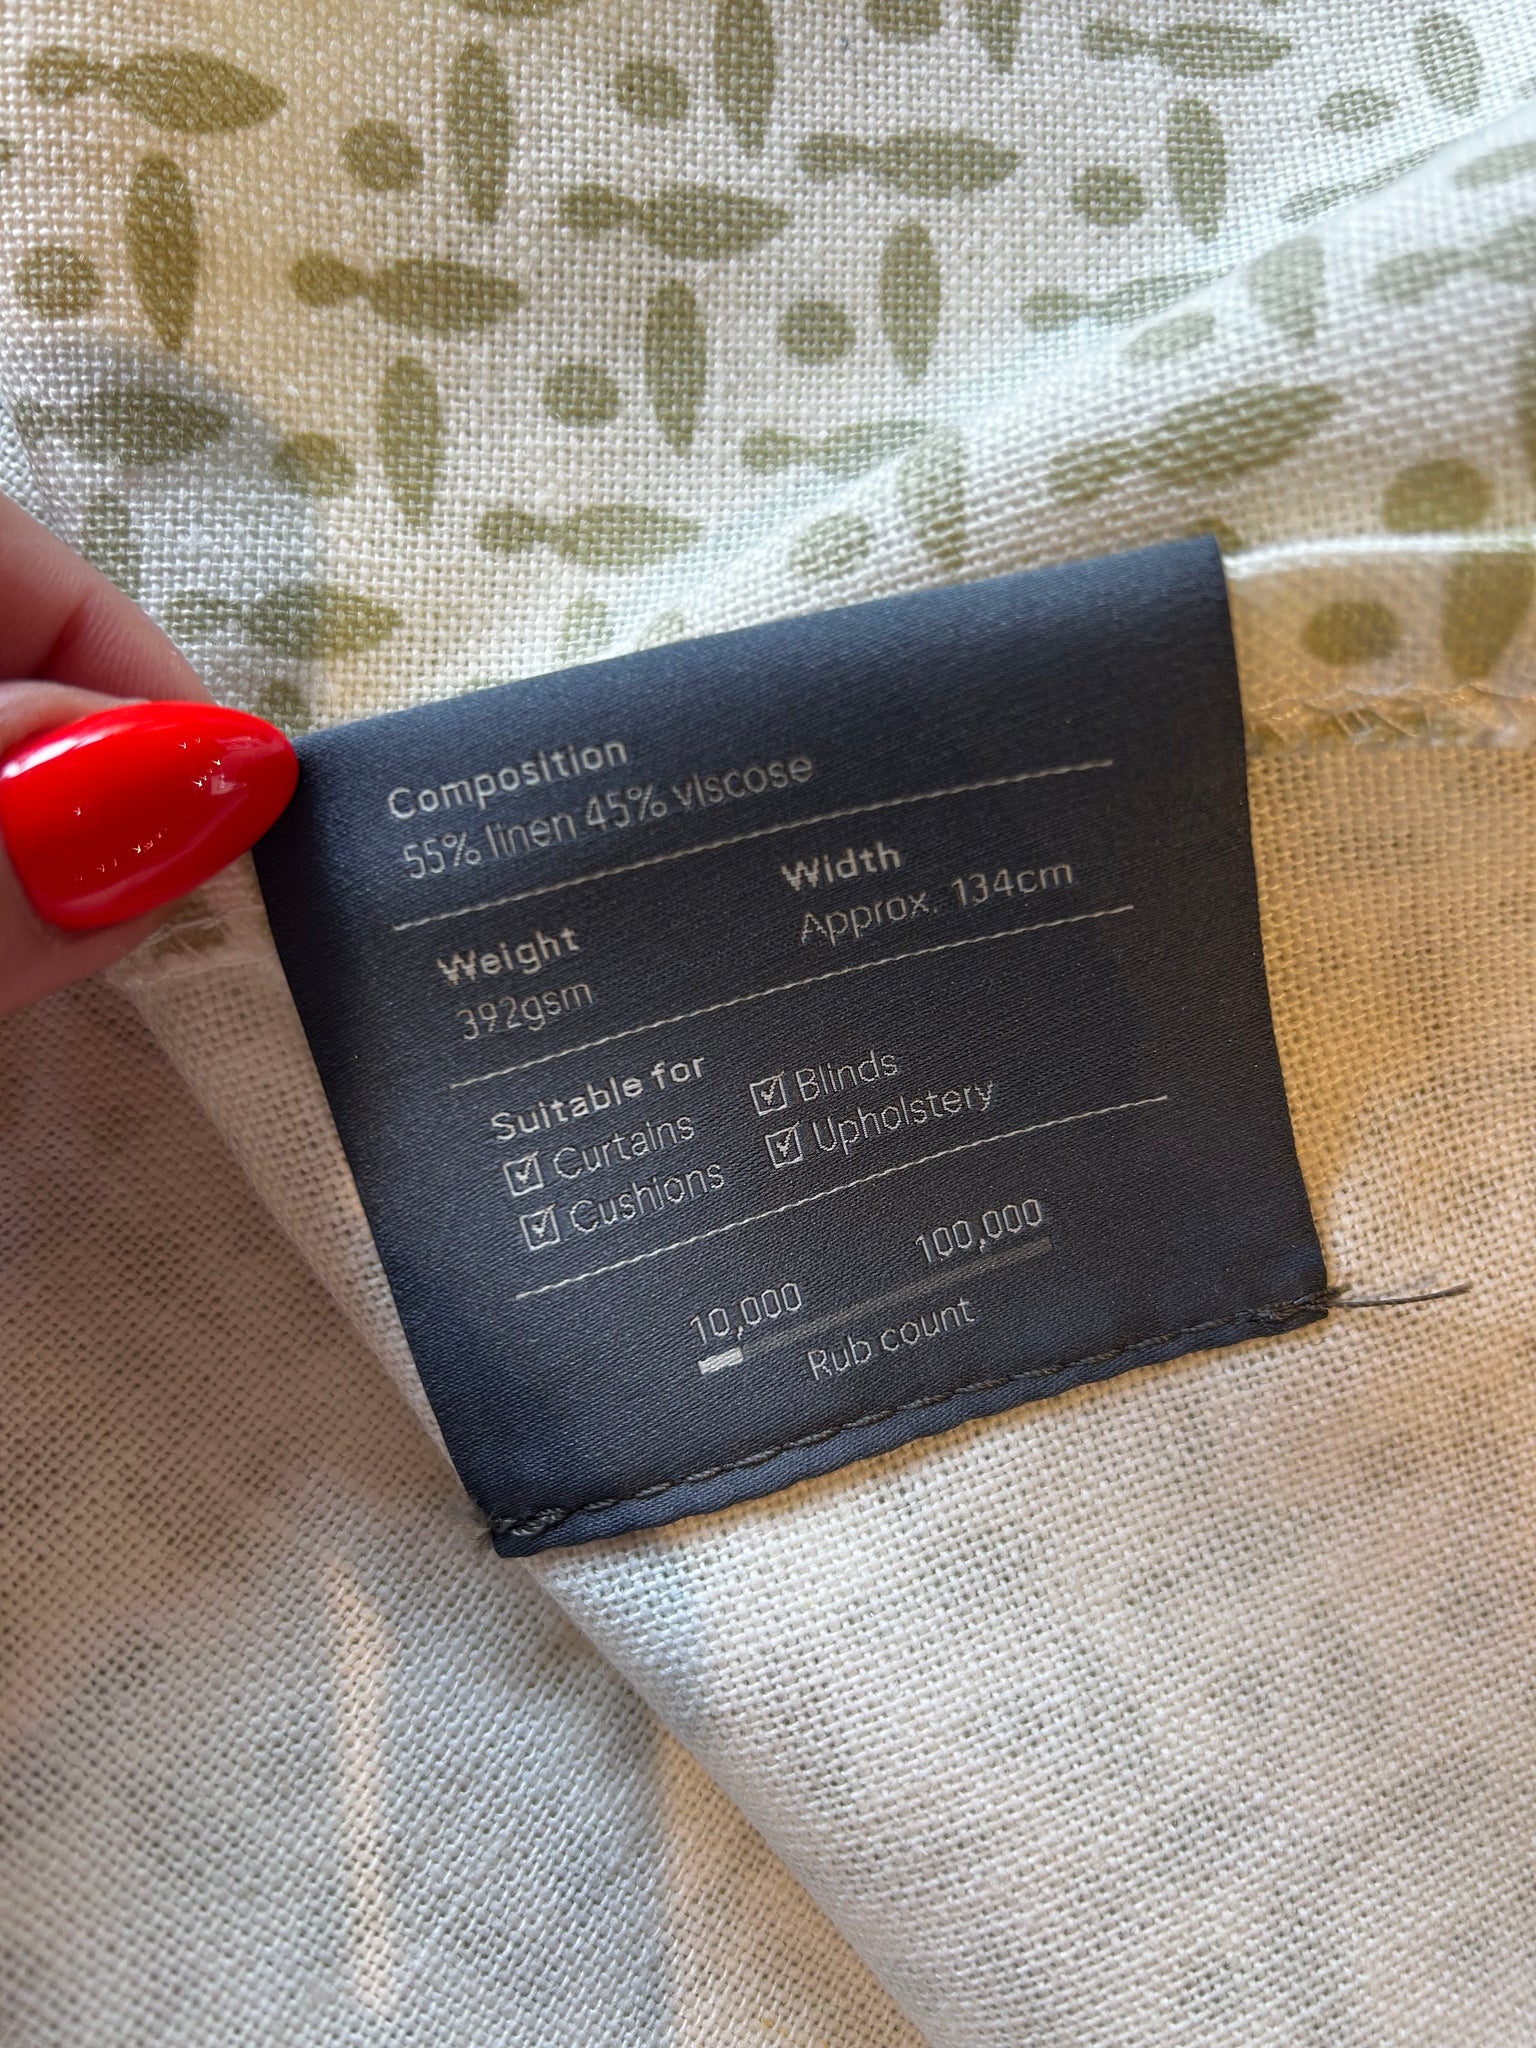 Composition
55% linen 45% viscose
Weight
392gsm
Width
Approx. 134cm
Suitable for
Curtains
Cushions
Blinds
Upholstery
10,000
100,000
Rub count